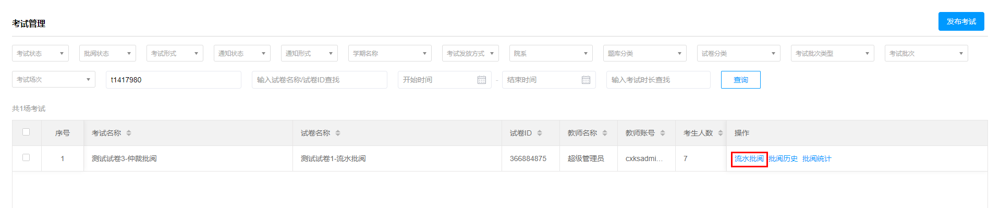 考试管理
发布考试
考试状态 批阅状态 考试形式 通知状态 通知形式 学期名称 考试发放方式 院系 题库分类 试卷分类 考试批次类型 考试批次
考试场次 t1417980 输入试卷名称/试卷ID查找 开始时间 - 结束时间 输入考试时长查找 查询
共1场考试
序号 考试名称 试卷名称 试卷ID 教师名称 教师账号 考生人数 操作
1 测试试卷3-仲裁批阅 测试试卷1-流水批阅 366884875 超级管理员 cxksadmi... 7 流水批阅 批阅历史 批阅统计